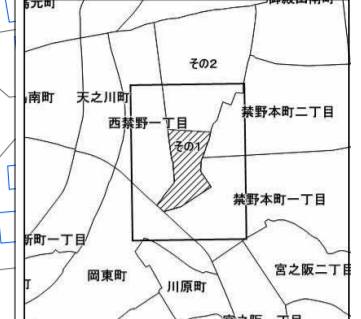 その2
天之川町
西禁野一丁目
禁野本町二丁目
その1
禁野本町一丁目
岡東町
川原町
宮之阪二丁目
南町
新町一丁目